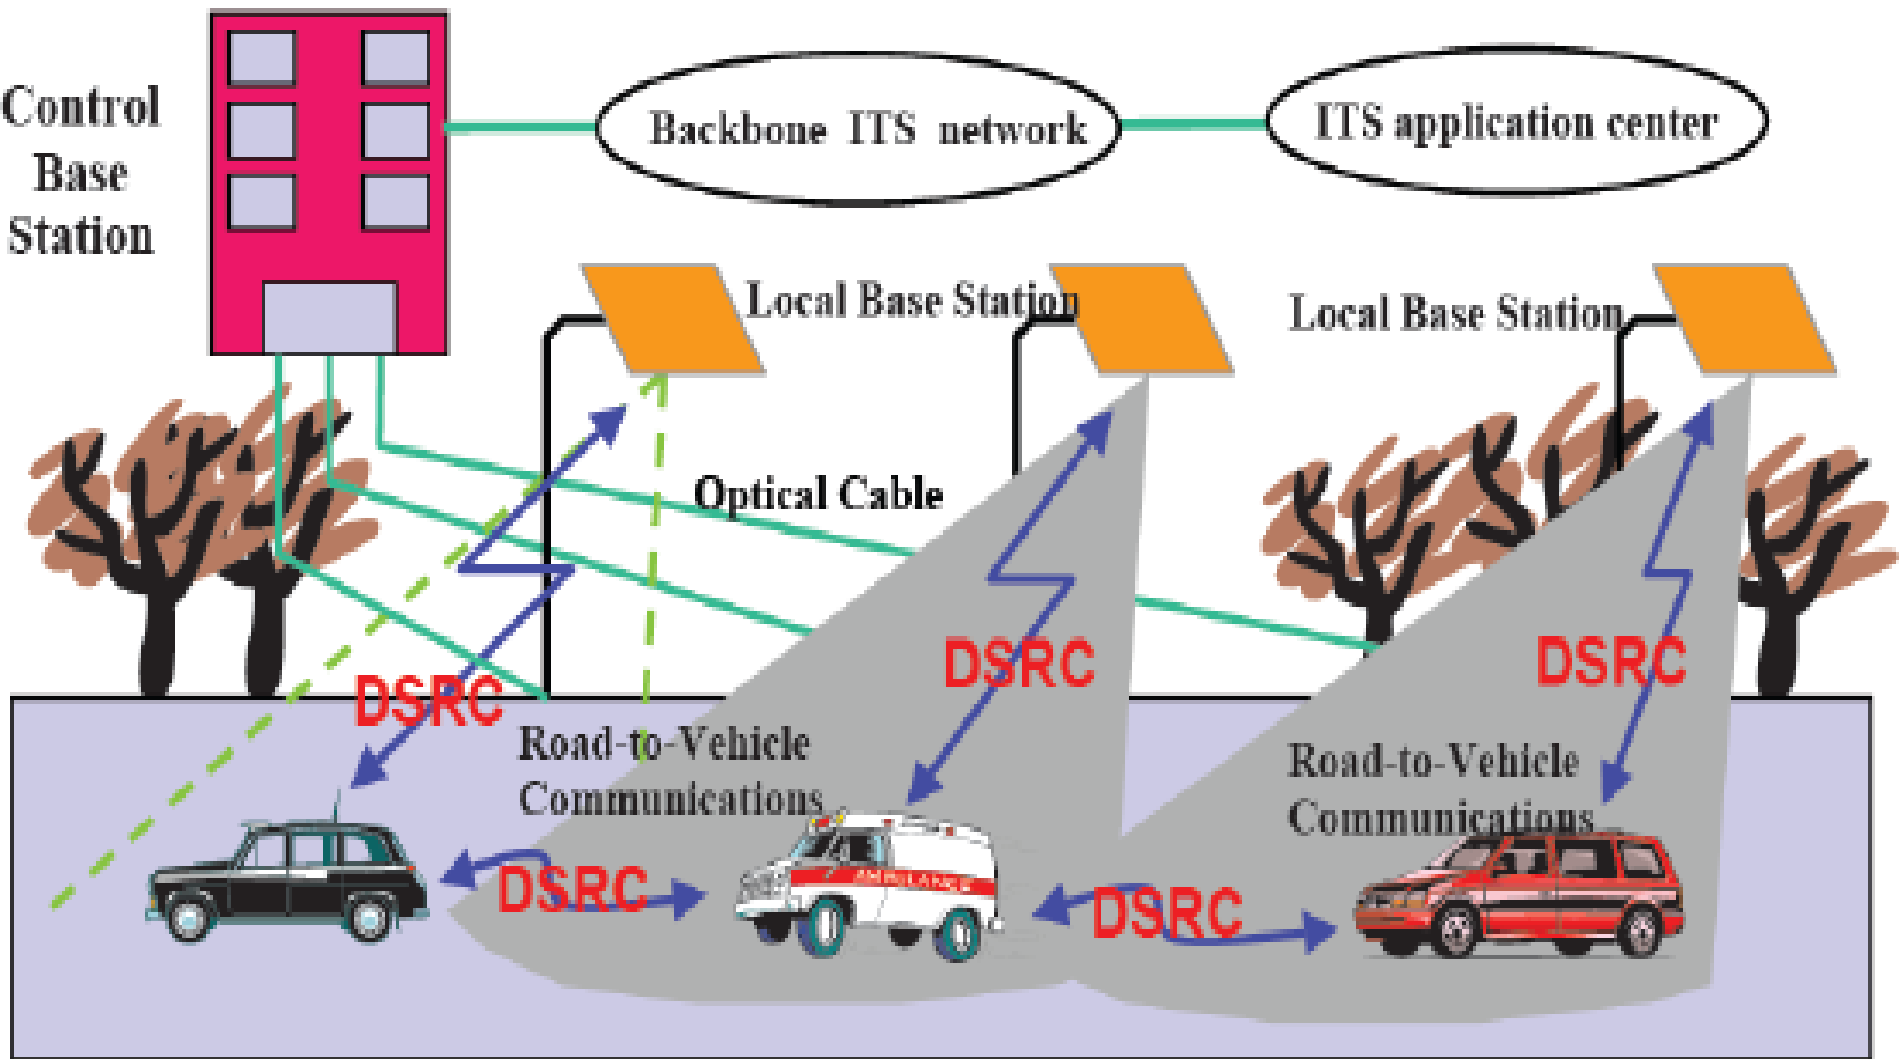 Control
Base
Station
Backbone ITS network
ITS application center
Local Base Station
Local Base Station
Optical Cable
DSRC
DSRC
DSRC
Road-to-Vehicle
Communications
Road-to-Vehicle
Communications
DSRC
AMBULANCE
DSRC